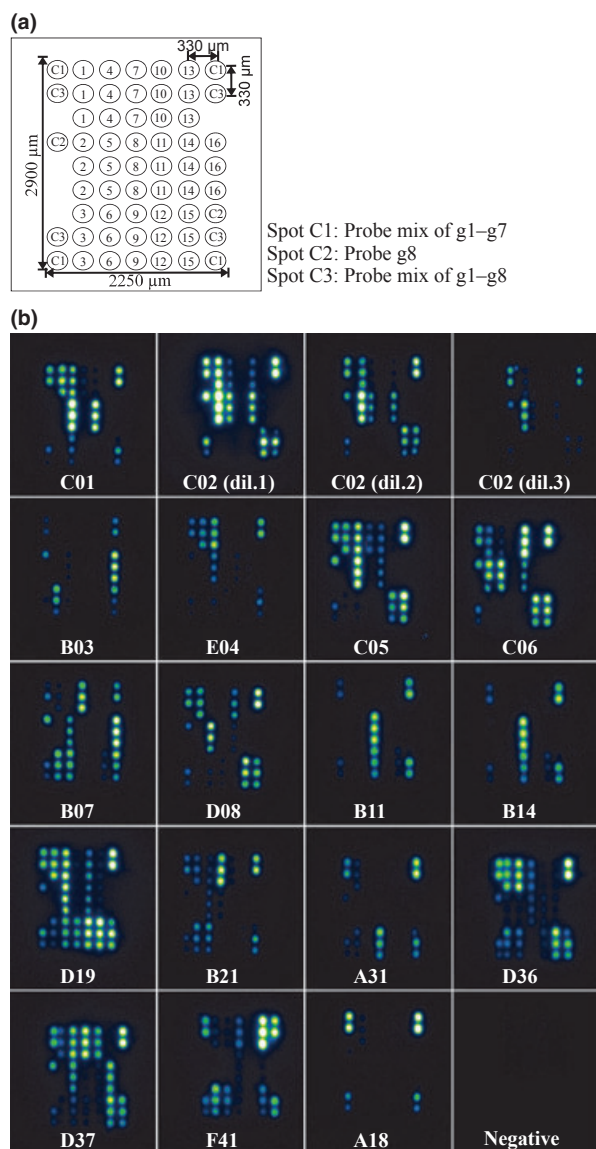 (a)
330 µm
C1 1 4 7 10 13 C1
C3 1 4 7 10 13 C3
330 µm
1 4 7 10 13
C2 2 5 8 11 14 16
2 5 8 11 14 16
2 5 8 11 14 16
3 6 9 12 15 C2
C3 3 6 9 12 15 C3
C1 3 6 9 12 15 C1
2900 µm
2250 µm
Spot C1: Probe mix of g1–g7
Spot C2: Probe g8
Spot C3: Probe mix of g1–g8
(b)
C01 C02 (dil.1) C02 (dil.2) C02 (dil.3)
B03 E04 C05 C06
B07 D08 B11 B14
D19 B21 A31 D36
D37 F41 A18 Negative